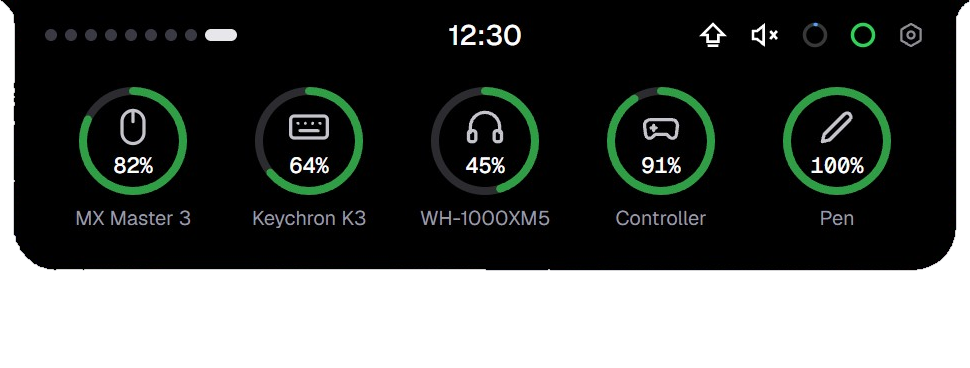 12:30
82% 64% 45% 91% 100%
MX Master 3 Keychron K3 WH-1000XM5 Controller Pen